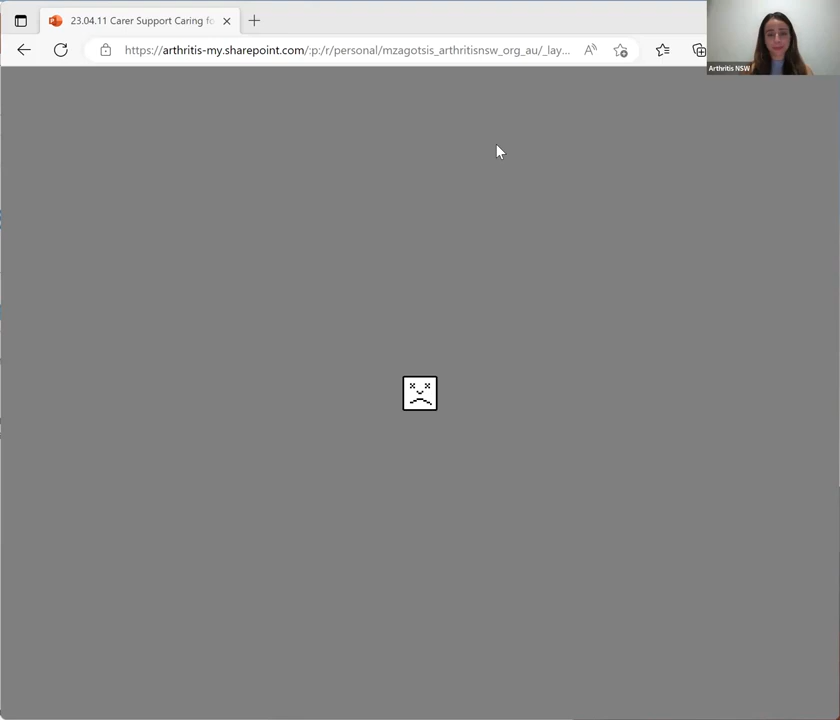 23.04.11 Carer Support Caring fo
https://arthritis-my.sharepoint.com/:p:/r/personal/mzagotsis_arthritisnsw_org_au/_lay...
Arthritis NSW